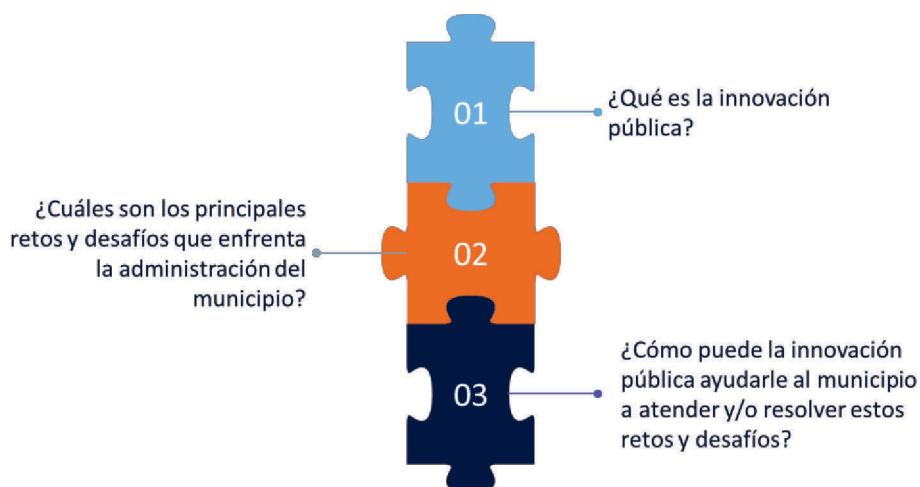 01
¿Qué es la innovación
pública?
¿Cuáles son los principales
retos y desafíos que enfrenta
la administración del
municipio?
02
03
¿Cómo puede la innovación
pública ayudarle al municipio
a atender y/o resolver estos
retos y desafíos?